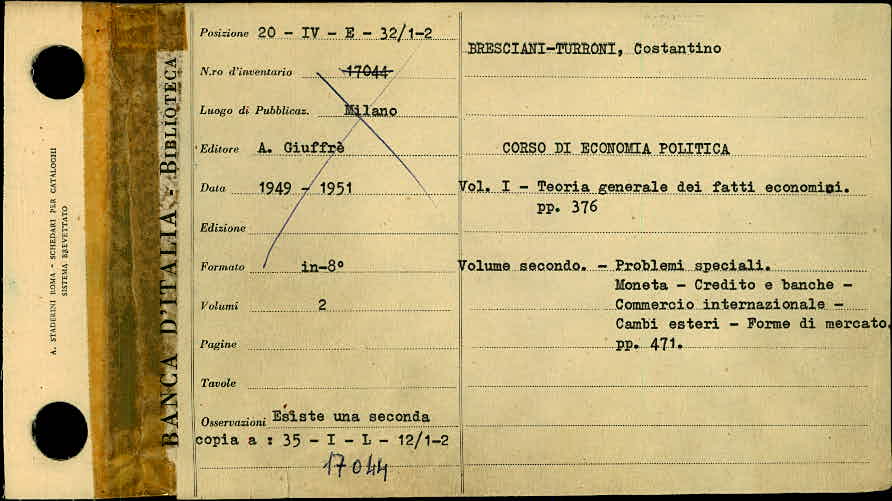 A. STADERINI ROMA - SCHEDARI PER CATALOGHI
SISTEMA BREVETTATO
BANCA D'ITALIA - BIBLIOTECA
Posizione 20 - IV - E - 32/1-2
N.ro d'inventario 17044
Luogo di Pubblicaz. Milano
Editore A. Giuffrè
Data 1949 - 1951
Edizione
Formato in-8°
Volumi 2
Pagine
Tavole
Osservazioni Esiste una seconda
copia a : 35 - I - L - 12/1-2
17044
BRESCIANI-TURRONI, Costantino
CORSO DI ECONOMIA POLITICA
Vol. I - Teoria generale dei fatti economici.
pp. 376
Volume secondo. - Problemi speciali.
Moneta - Credito e banche -
Commercio internazionale -
Cambi esteri - Forme di mercato.
pp. 471.